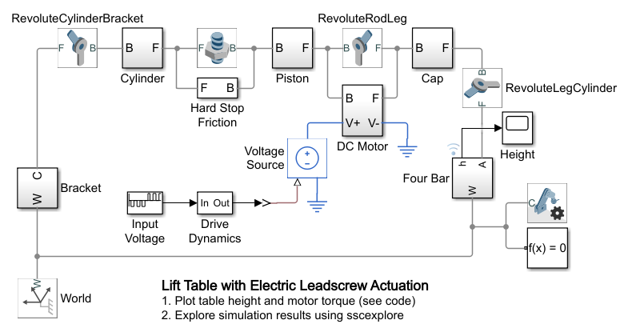 RevoluteCylinderBracket
RevoluteRodLeg
F B
B F
F B
B F
B F
B F
B
Cylinder
F B
Piston
Cap
RevoluteLegCylinder
F
Hard Stop
Friction
B F
V+ V-
DC Motor
Height
Voltage
Source
h A
C
W
Bracket
Four Bar
W
In Out
Input
Voltage
Drive
Dynamics
C
f(x) = 0
W
World
Lift Table with Electric Leadscrew Actuation
1. Plot table height and motor torque (see code)
2. Explore simulation results using sscexplore